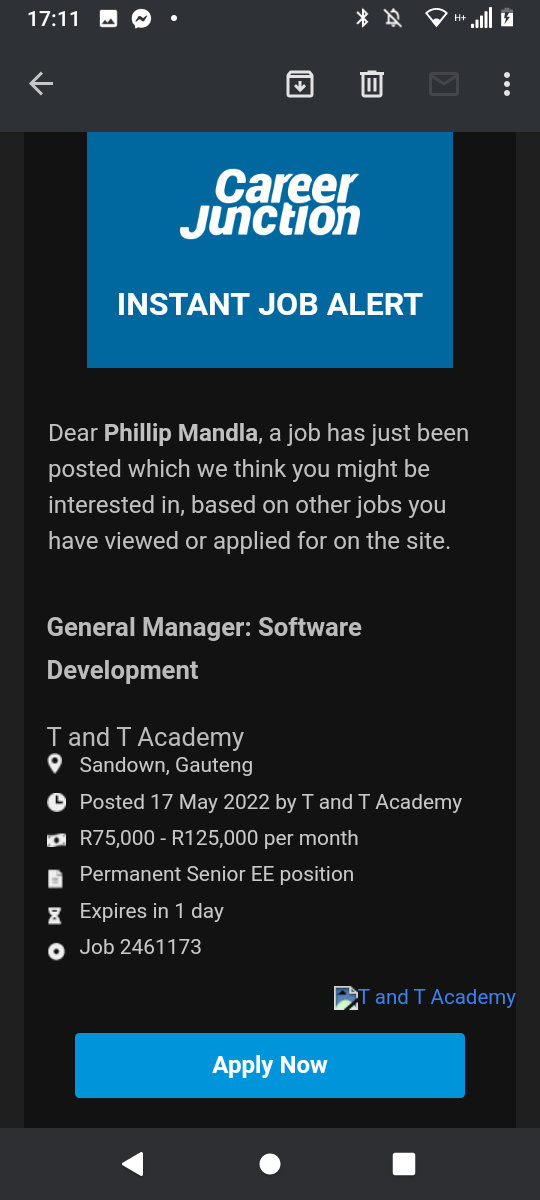 17:11
H+
Career
Junction
INSTANT JOB ALERT
Dear Phillip Mandla, a job has just been
posted which we think you might be
interested in, based on other jobs you
have viewed or applied for on the site.
General Manager: Software
Development
T and T Academy
Sandown, Gauteng
Posted 17 May 2022 by T and T Academy
R75,000 - R125,000 per month
Permanent Senior EE position
Expires in 1 day
Job 2461173
T and T Academy
Apply Now